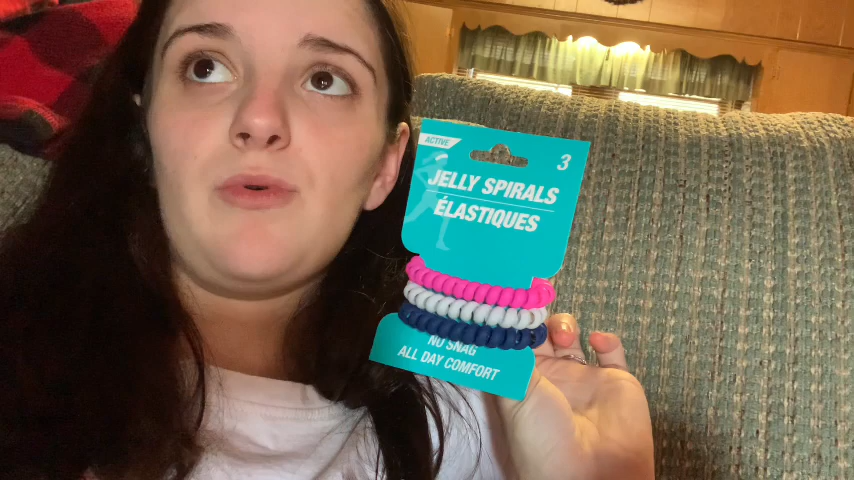 ACTIVE
3
JELLY SPIRALS
ÉLASTIQUES
NO SNAG
ALL DAY COMFORT